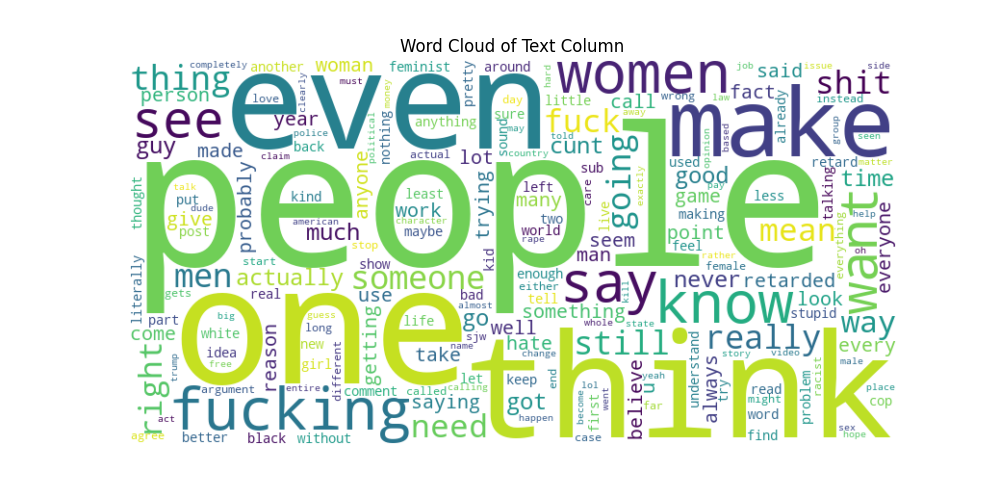 Word Cloud of Text Column
completely another woman feminist around women job said issue side
thing person love must money even pretty hard fact shit instead
see year clearly day little call wrong law make
guy made police back nothing political anything sure may fuck told cunt away already group seen
claim actual sound country lot people going used based opinion retard matter
thought talk put dude give post probably kind american anyone least work maybe character left many two world rape sub care live exactly good game making point feel less pay talking time
much stop trying man seem mean female rather help oh everything everyone want
literally men start show actually someone kid enough either say something tell kill never retarded look stupid
gets real use bad almost go know way
come part white big idea free reason guess long new girl one life getting sjw name take well whole hate state change still really every
trump right argument entire different comment called let calling keep end become lol went think believe u yeah far understand always try story video read might word problem racist male place cop
act fucking saying need got happen first
agree better black without case find sex hope